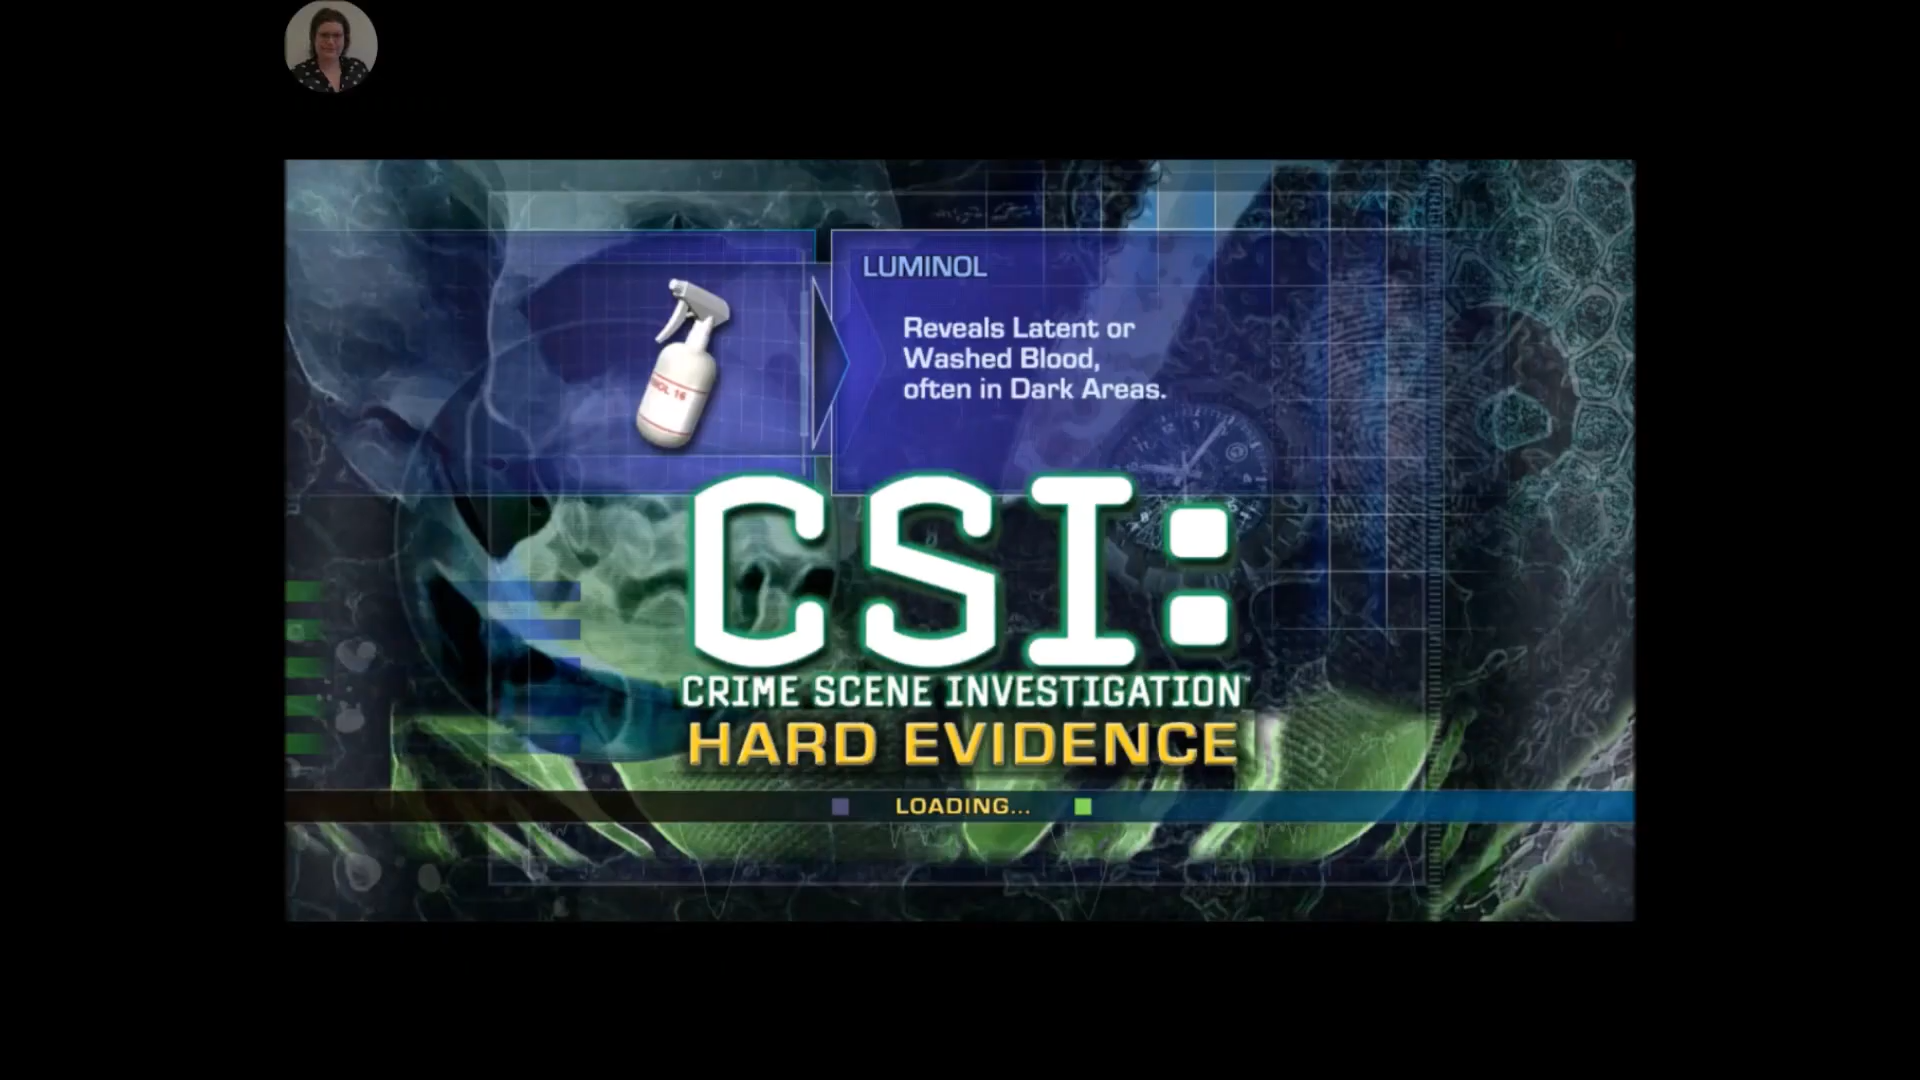 LUMINOL
Reveals Latent or
Washed Blood,
often in Dark Areas.
CSI:
CRIME SCENE INVESTIGATION
HARD EVIDENCE
LOADING...